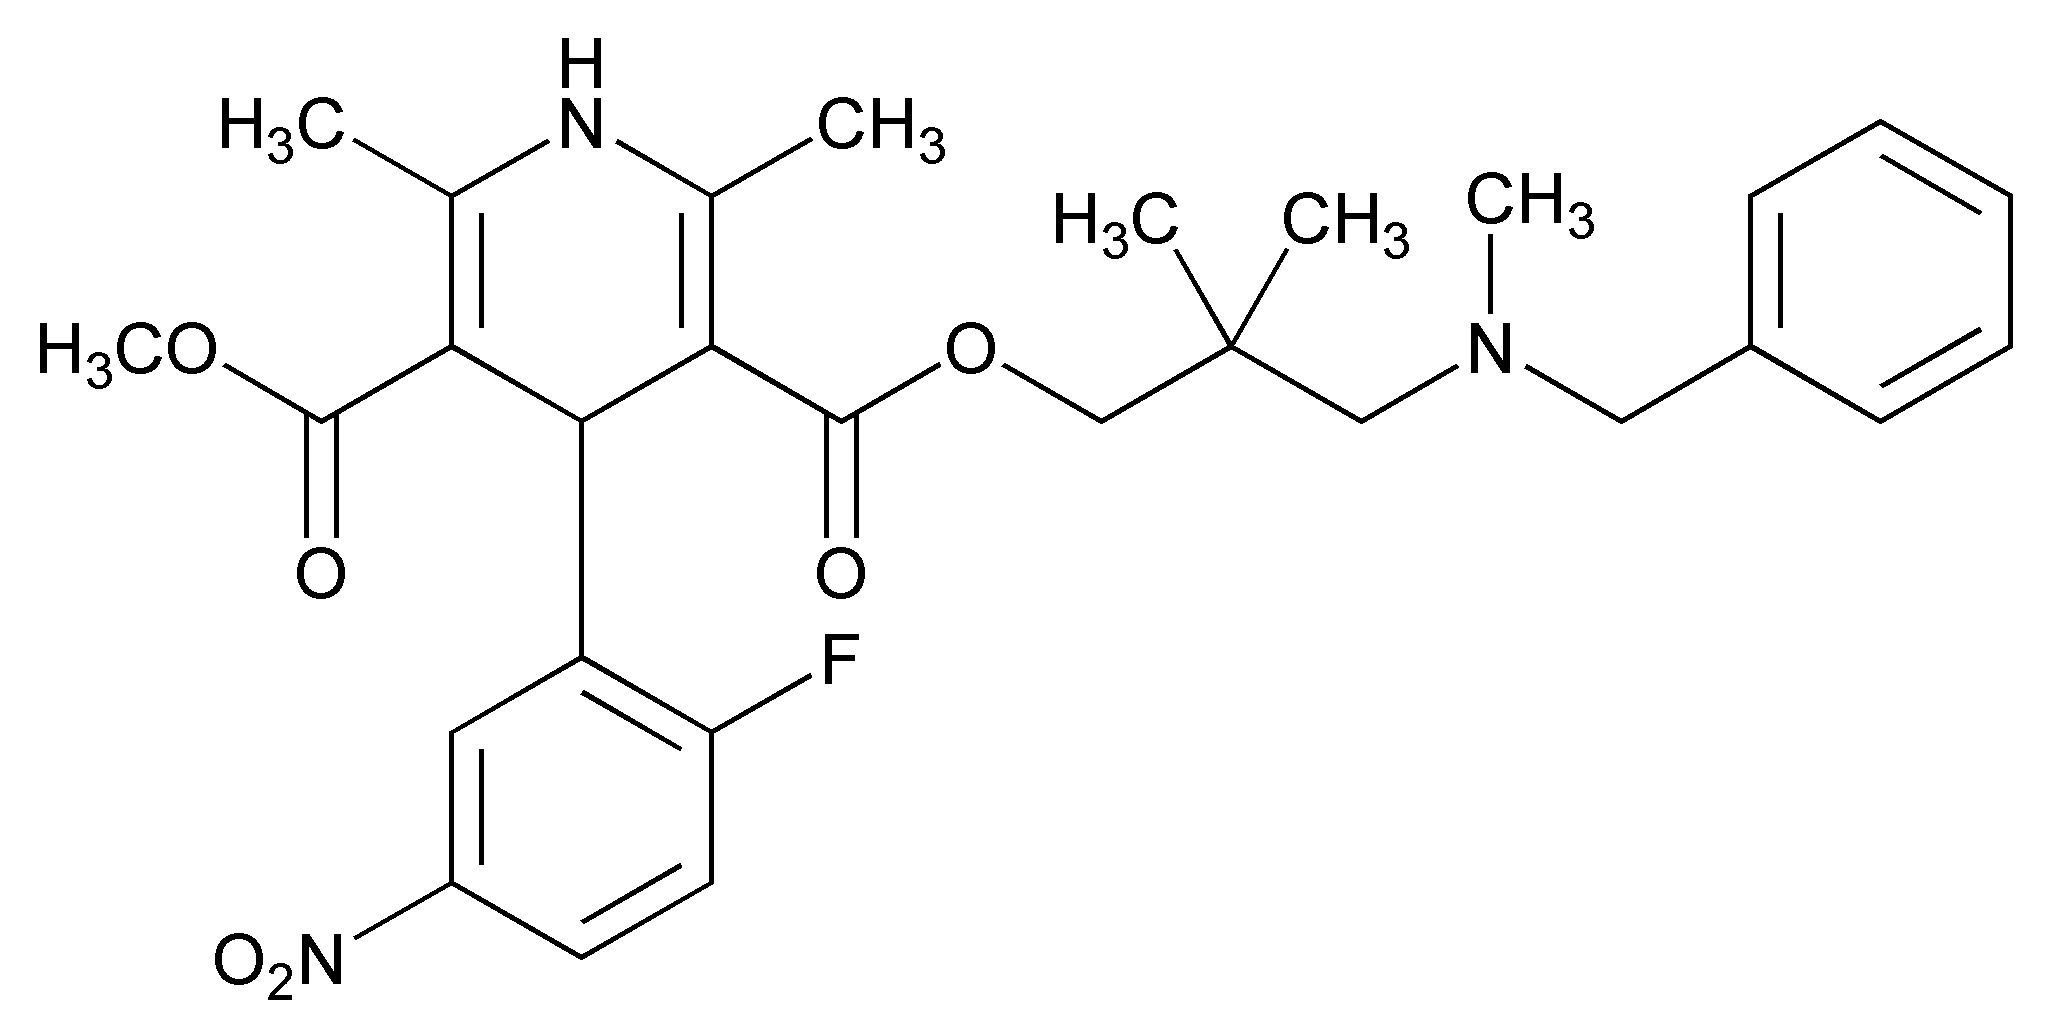 H
H₃C N CH₃
H₃C CH₃ CH₃
H₃CO O N
O O
F
O₂N